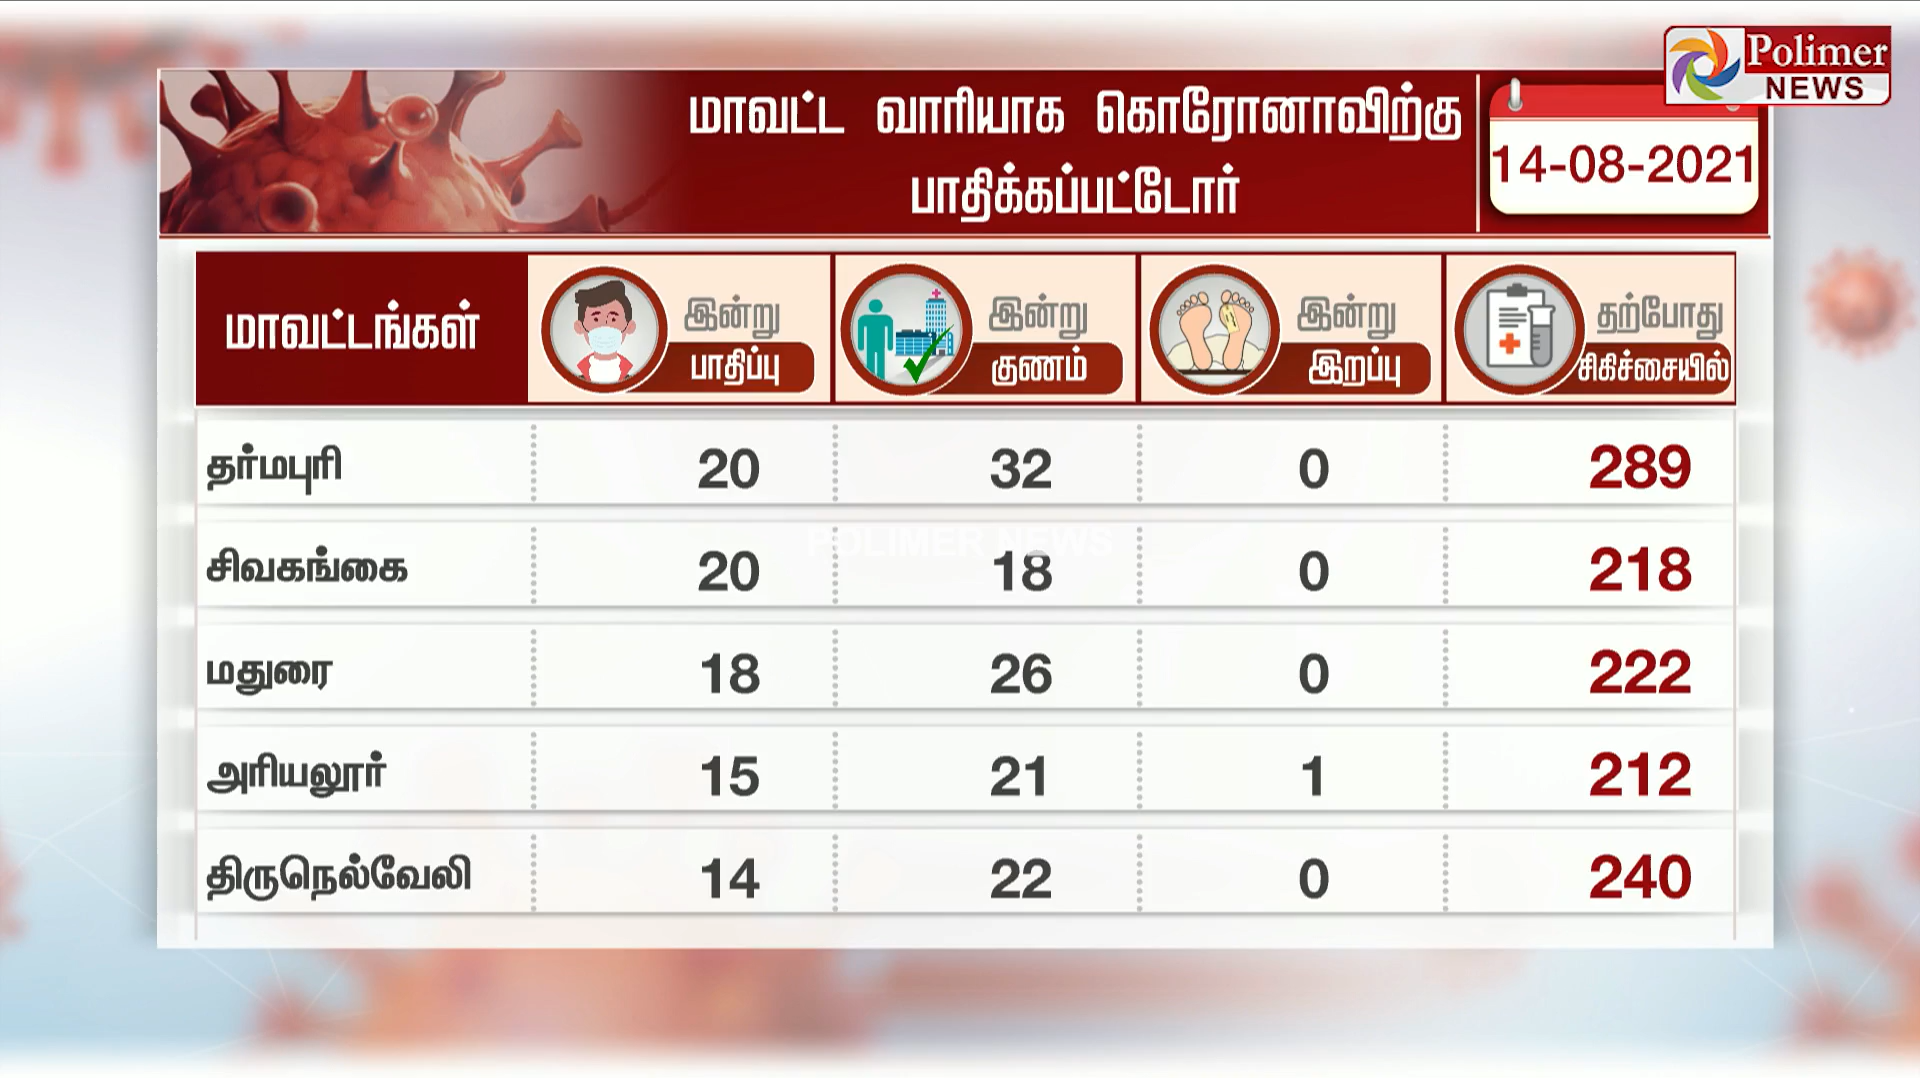 Polimer
NEWS
மாவட்ட வாரியாக கொரோனாவிற்கு
பாதிக்கப்பட்டோர்
14-08-2021
மாவட்டங்கள் இன்று பாதிப்பு இன்று குணம் இன்று இறப்பு தற்போது சிகிச்சையில்
தர்மபுரி 20 32 0 289
POLIMER NEWS
சிவகங்கை 20 18 0 218
மதுரை 18 26 0 222
அரியலூர் 15 21 1 212
திருநெல்வேலி 14 22 0 240